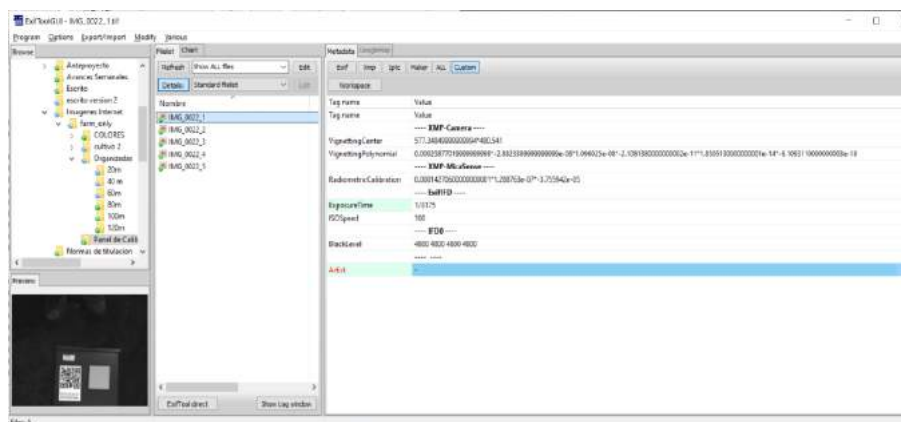 ExifToolGUI - IMG_0022_1.tif
Program Options Export/Import Modify Various
Browse
Anteproyecto
Avances Semanales
Escrito
escrito version 2
Imagenes Internet
farm_only
COLORES
cultivo 2
Organizadas
20m
40 m
60m
80m
100m
120m
Panel de Calib
Normas de titulacion
Preview
Filelist Chart
Refresh Show ALL files Edit
Details Standard filelist Edit
Nombre
IMG_0022_1
IMG_0022_2
IMG_0022_3
IMG_0022_4
IMG_0022_5
ExifTool direct Show Log window
Metadata
Exif Xmp Iptc Maker ALL Custom
Workspace
Tag name Value
Tag name Value
---- XMP-Camera ----
VignettingCenter
VignettingPolynomial
---- XMP-MicaSense ----
RadiometricCalibration
---- ExifIFD ----
ExposureTime
ISOSpeed
---- IFD0 ----
BlackLevel 4800 4800 4800 4800
---- ----
Artist -